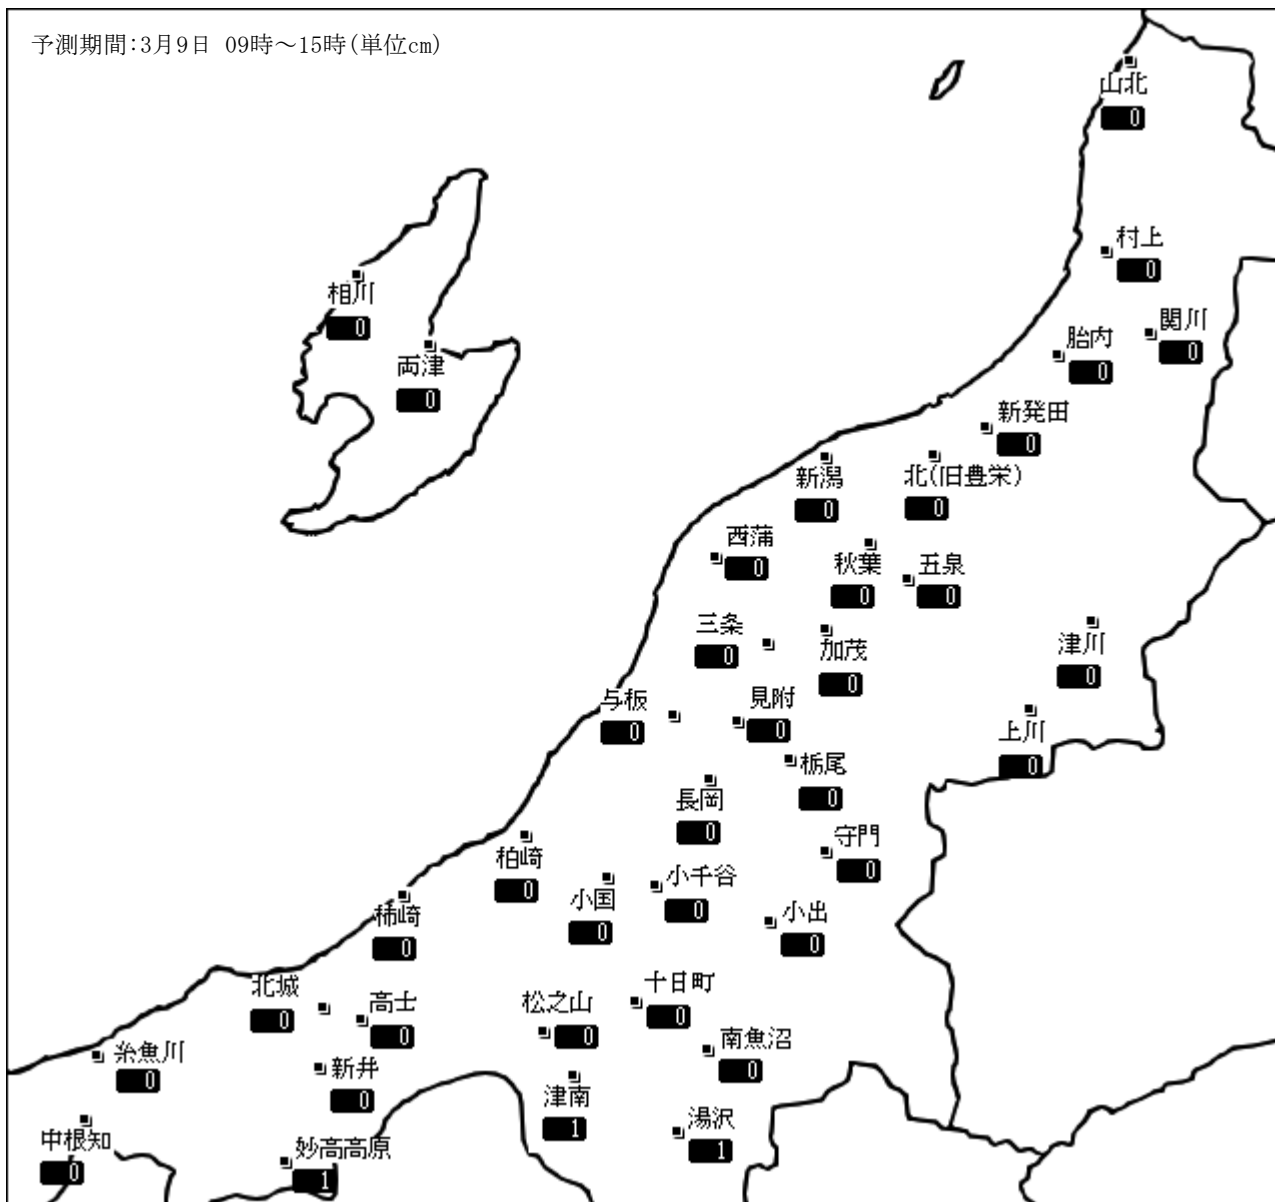 予測期間:3月9日 09時～15時(単位cm)
山北
0
村上
0
相川
0
関川
0
胎内
0
両津
0
新発田
0
新潟
0
北(旧豊栄)
0
西蒲
0
秋葉
0
五泉
0
三条
0
加茂
0
津川
0
与板
0
見附
0
上川
0
栃尾
0
長岡
0
守門
0
柏崎
0
小千谷
0
小国
0
柿崎
0
小出
0
北城
0
高士
0
松之山
0
十日町
0
南魚沼
0
糸魚川
0
新井
0
津南
1
湯沢
1
中根知
0
妙高高原
1